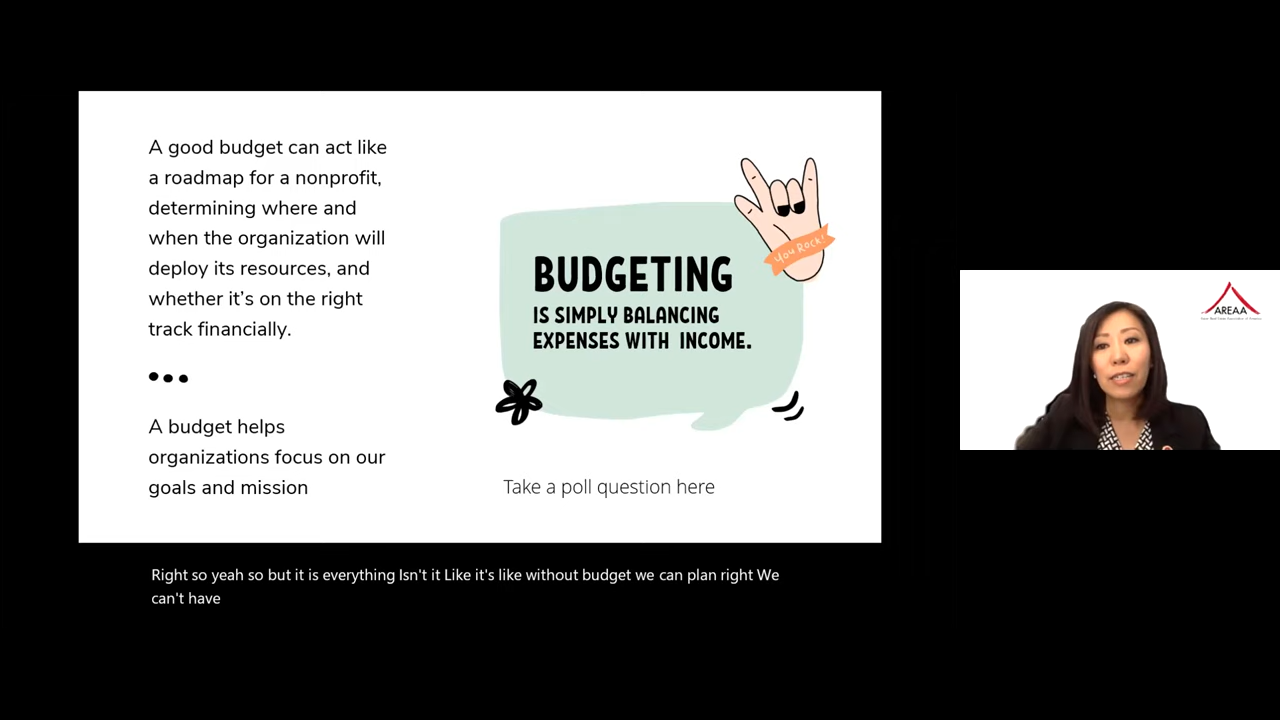 A good budget can act like
a roadmap for a nonprofit,
determining where and
when the organization will
deploy its resources, and
whether it's on the right
track financially.
A budget helps
organizations focus on our
goals and mission
You Rock!
BUDGETING
IS SIMPLY BALANCING
EXPENSES WITH INCOME.
Take a poll question here
AREAA
Right so yeah so but it is everything Isn't it Like it's like without budget we can plan right We
can't have